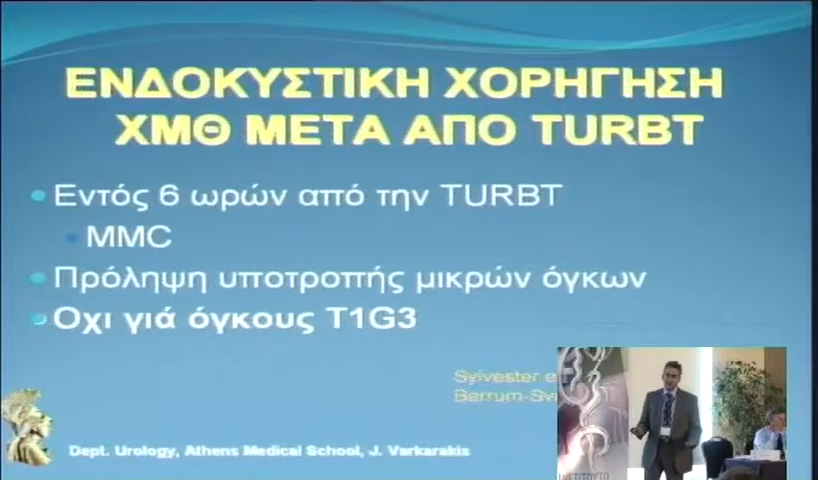 ΕΝΔΟΚΥΣΤΙΚΗ ΧΟΡΗΓΗΣΗ
ΧΜΘ ΜΕΤΑ ΑΠΟ TURBT
Εντός 6 ωρών από την TURBT
MMC
Πρόληψη υποτροπής μικρών όγκων
Οχι γιά όγκους T1G3
Sylvester
Dept. Urology, Athens Medical School, J. Varkarakis